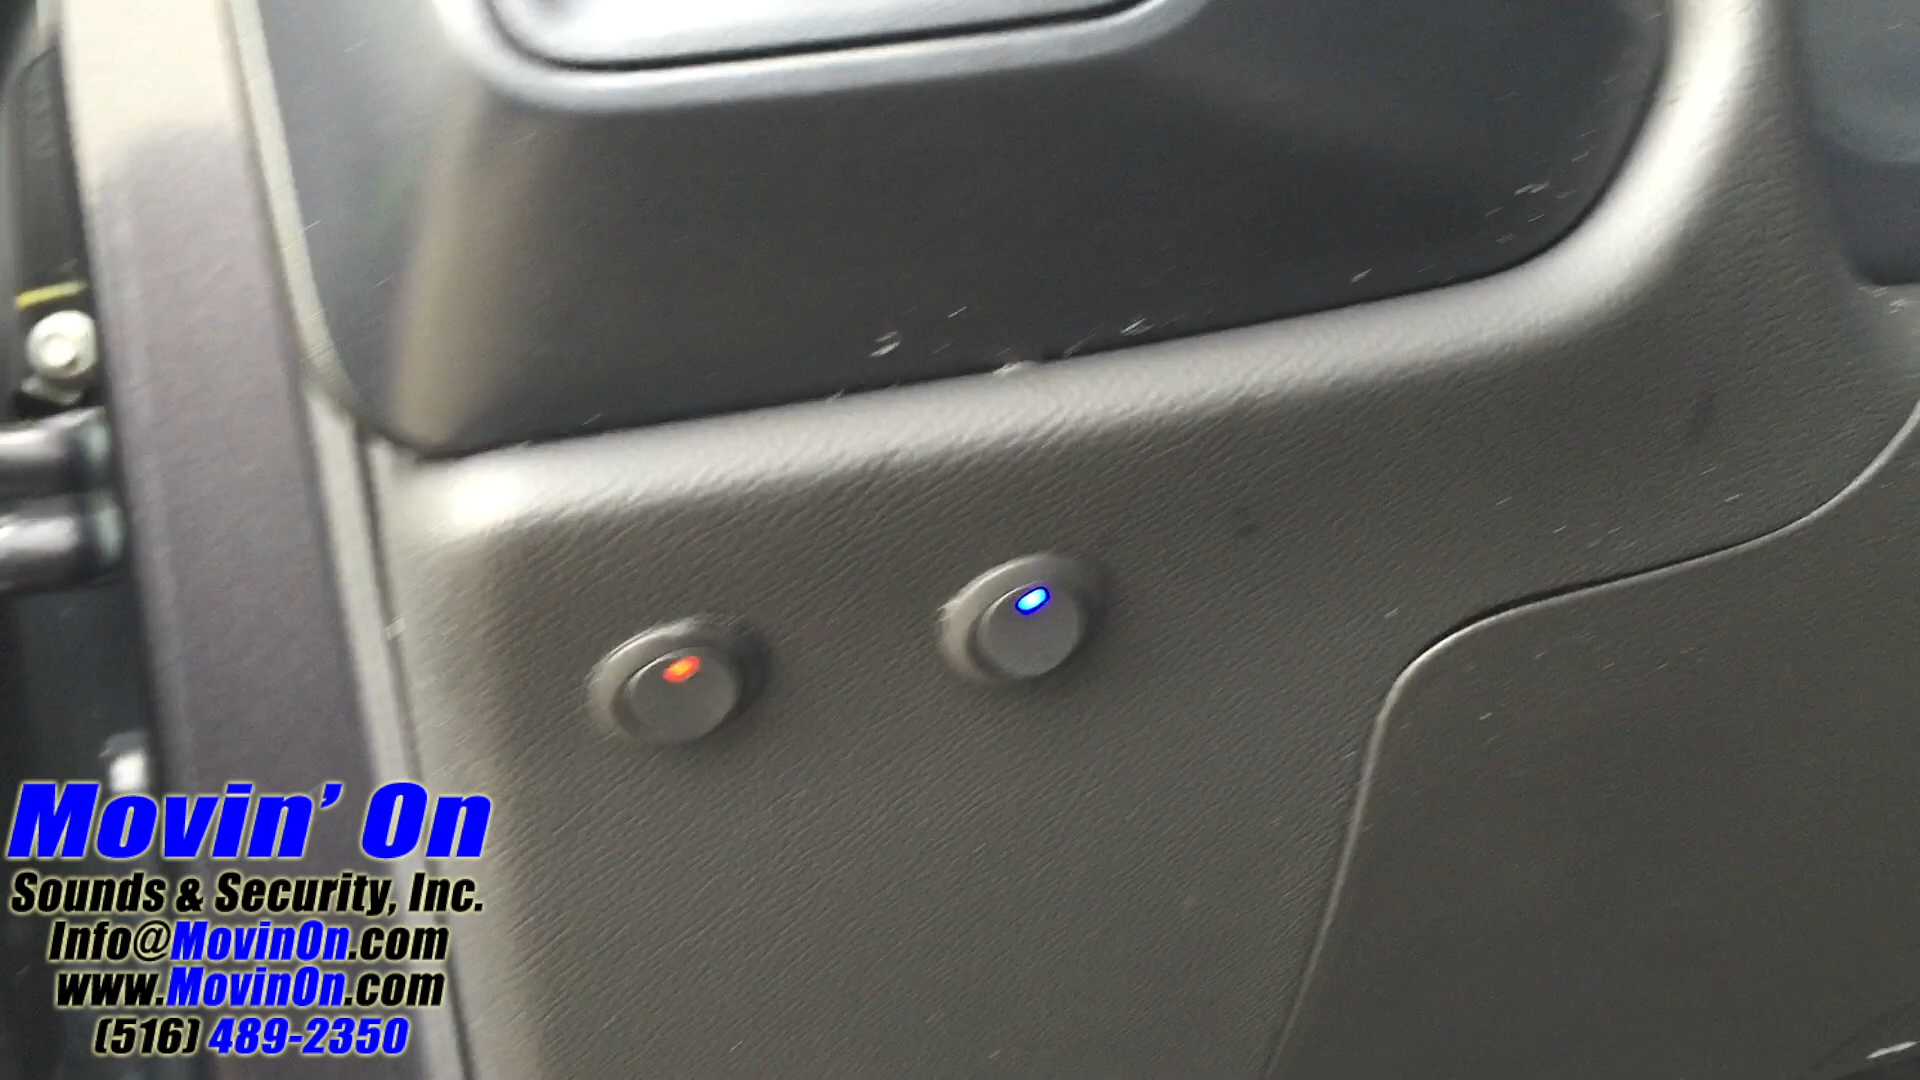 Movin' On
Sounds & Security, Inc.
Info@MovinOn.com
www.MovinOn.com
(516) 489-2350